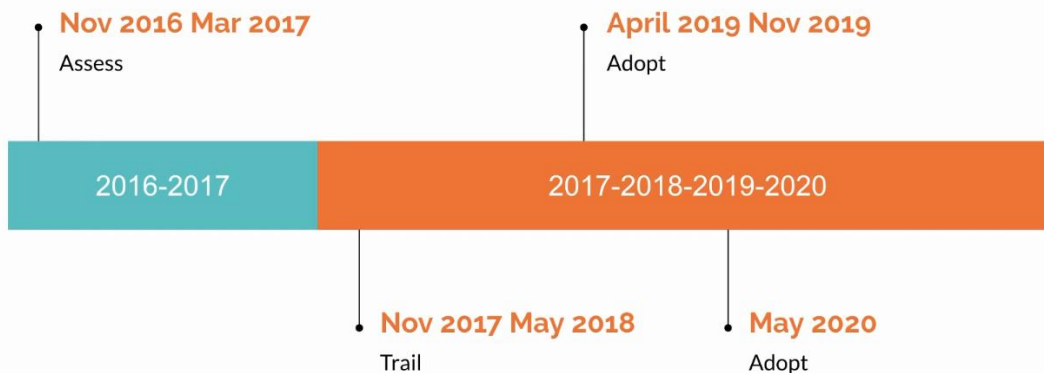 Nov 2016 Mar 2017
Assess
April 2019 Nov 2019
Adopt
2016-2017
2017-2018-2019-2020
Nov 2017 May 2018
Trail
May 2020
Adopt